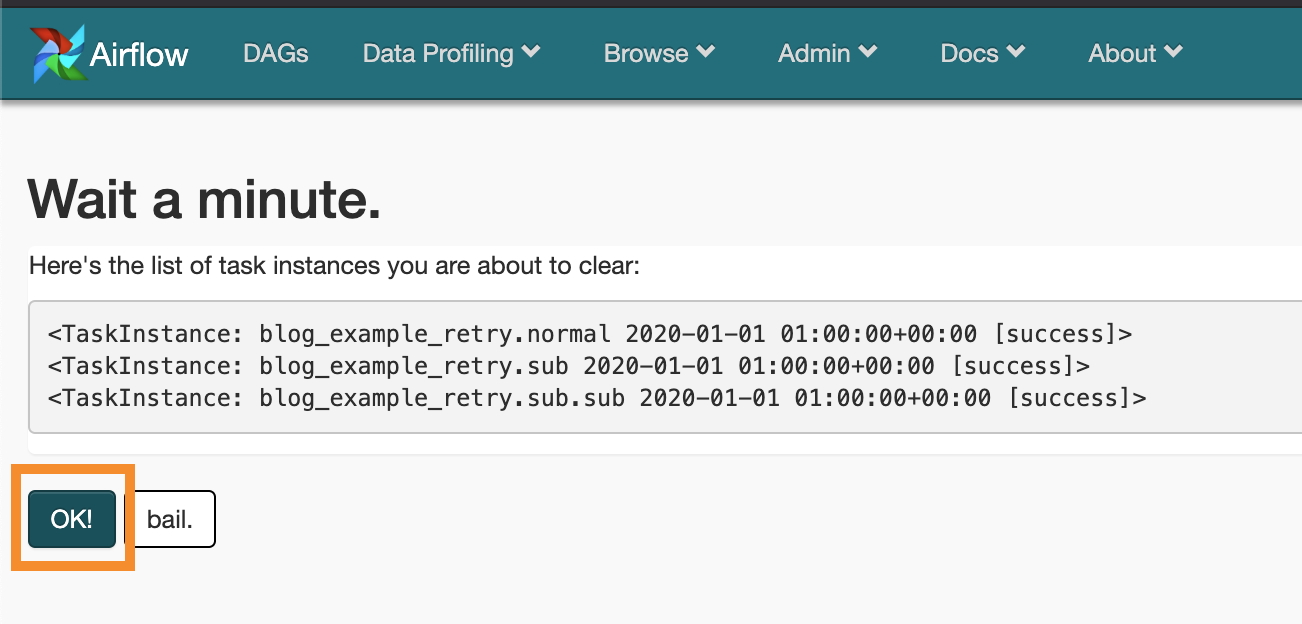 Airflow DAGs Data Profiling Browse Admin Docs About
Wait a minute.
Here's the list of task instances you are about to clear:
<TaskInstance: blog_example_retry.normal 2020-01-01 01:00:00+00:00 [success]>
<TaskInstance: blog_example_retry.sub 2020-01-01 01:00:00+00:00 [success]>
<TaskInstance: blog_example_retry.sub.sub 2020-01-01 01:00:00+00:00 [success]>
OK! bail.